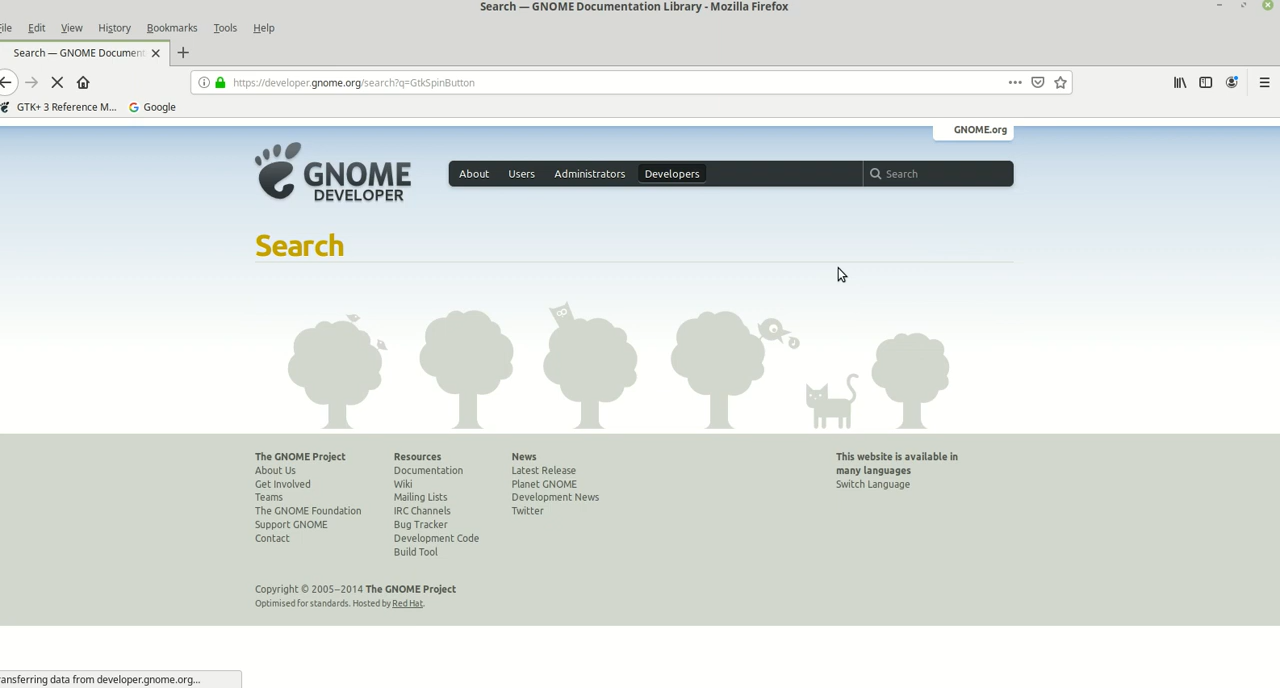 Search — GNOME Documentation Library - Mozilla Firefox
File Edit View History Bookmarks Tools Help
Search — GNOME Document
https://developer.gnome.org/search?q=GtkSpinButton
GTK+ 3 Reference M... Google
GNOME.org
GNOME DEVELOPER
About Users Administrators Developers Search
Search
The GNOME Project
About Us
Get Involved
Teams
The GNOME Foundation
Support GNOME
Contact
Resources
Documentation
Wiki
Mailing Lists
IRC Channels
Bug Tracker
Development Code
Build Tool
News
Latest Release
Planet GNOME
Development News
Twitter
This website is available in
many languages
Switch Language
Copyright © 2005–2014 The GNOME Project
Optimised for standards. Hosted by Red Hat.
ransferring data from developer.gnome.org...